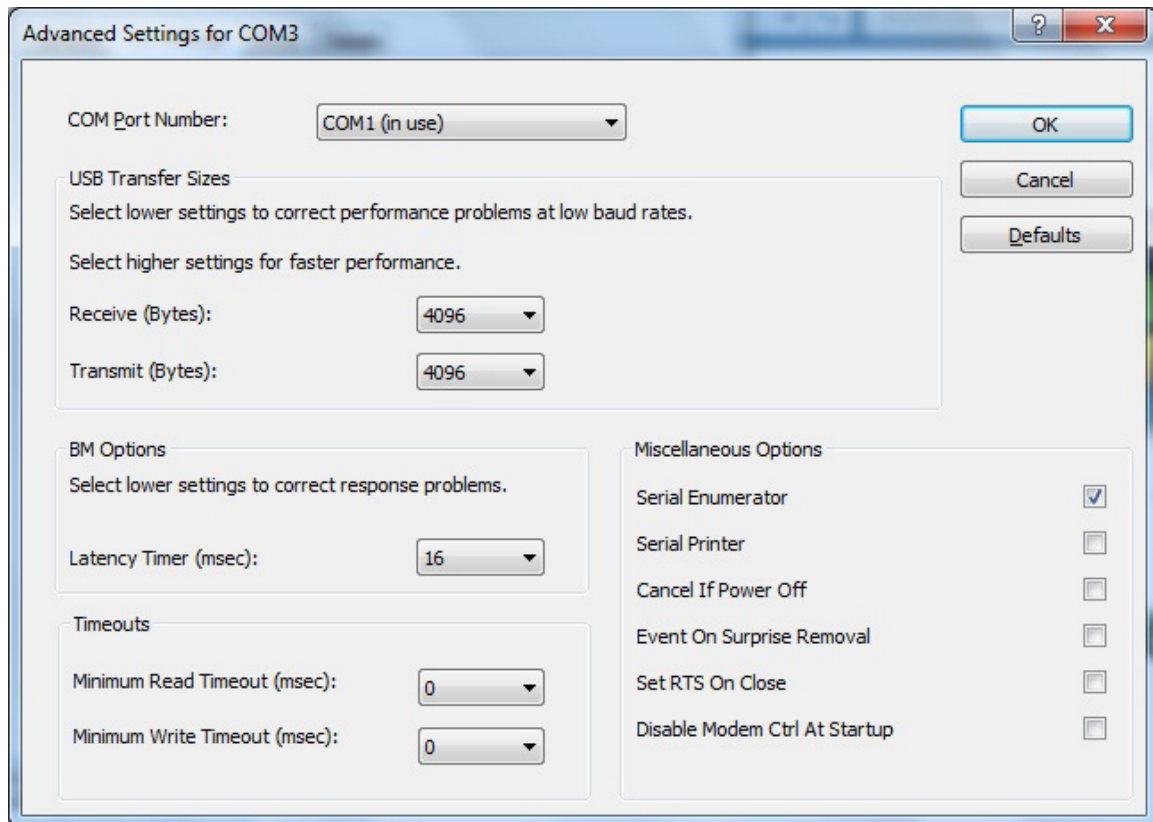 Advanced Settings for COM3
?
X
COM Port Number:
COM1 (in use)
OK
USB Transfer Sizes
Cancel
Select lower settings to correct performance problems at low baud rates.
Defaults
Select higher settings for faster performance.
Receive (Bytes):
4096
Transmit (Bytes):
4096
BM Options
Select lower settings to correct response problems.
Latency Timer (msec):
16
Timeouts
Minimum Read Timeout (msec):
0
Minimum Write Timeout (msec):
0
Miscellaneous Options
Serial Enumerator
Serial Printer
Cancel If Power Off
Event On Surprise Removal
Set RTS On Close
Disable Modem Ctrl At Startup